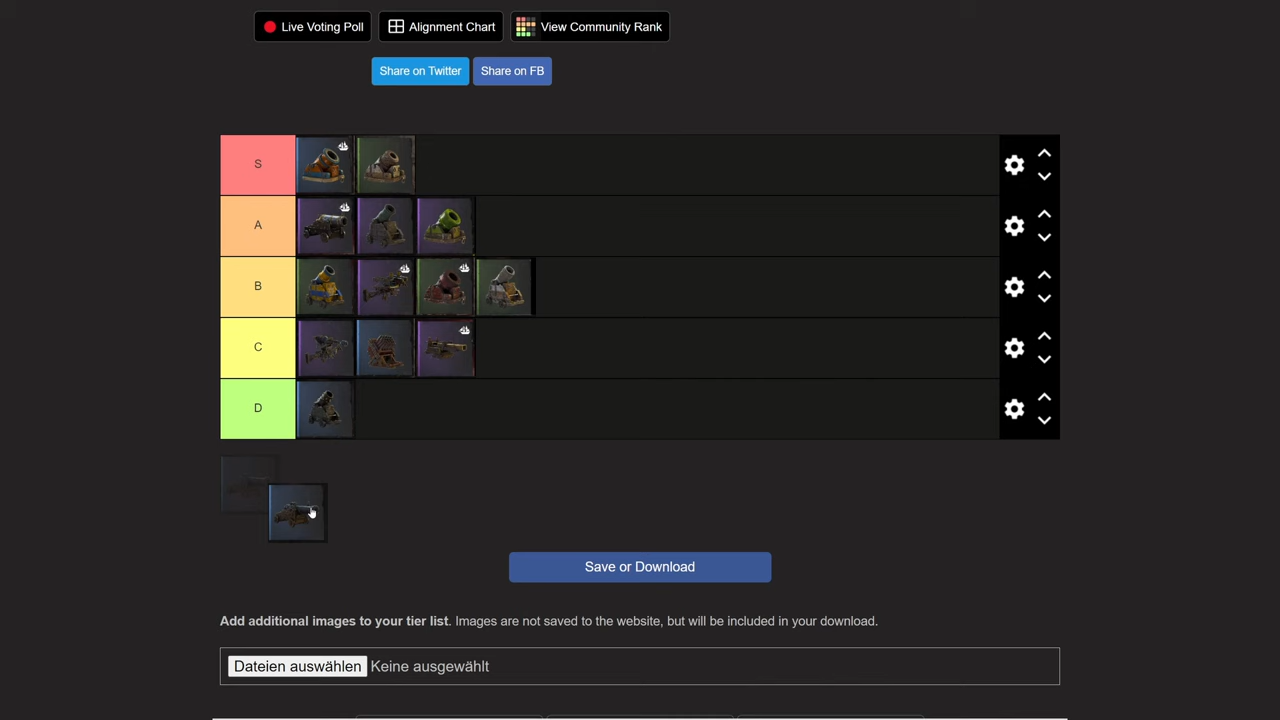 Live Voting Poll
Alignment Chart
View Community Rank
Share on Twitter
Share on FB
S
A
B
C
D
Save or Download
Add additional images to your tier list. Images are not saved to the website, but will be included in your download.
Dateien auswählen Keine ausgewählt